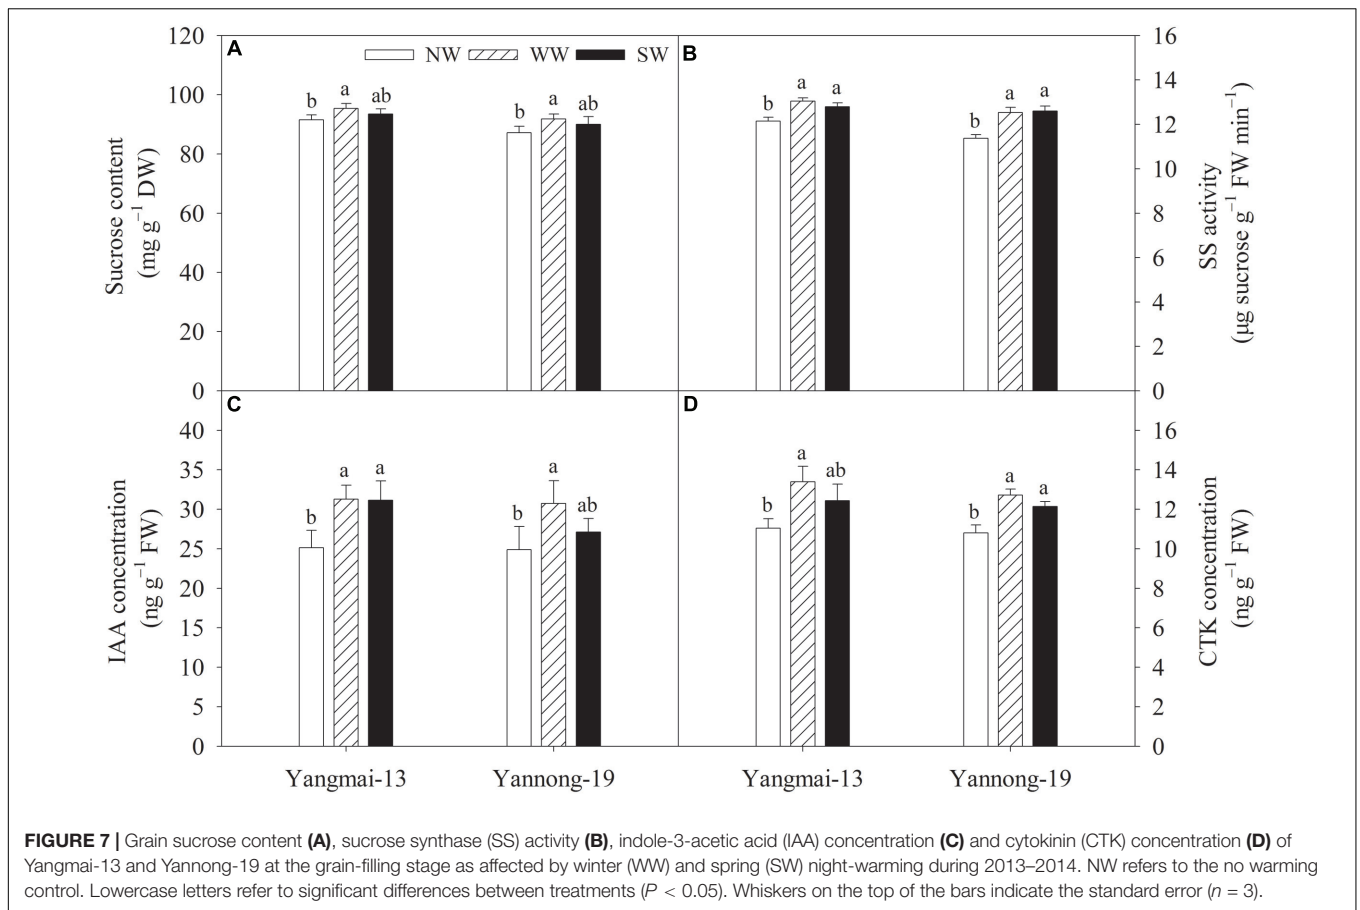 A
NW WW SW
120
100
80
60
40
20
0
Sucrose content
(mg g⁻¹ DW)
b a ab
b a ab
B
16
14
12
10
8
6
4
2
0
SS activity
(µg sucrose g⁻¹ FW min⁻¹)
b a a
b a a
C
40
35
30
25
20
15
10
5
0
IAA concentration
(ng g⁻¹ FW)
b a a
b a ab
Yangmai-13 Yannong-19
D
16
14
12
10
8
6
4
2
0
CTK concentration
(ng g⁻¹ FW)
b a ab
b a a
Yangmai-13 Yannong-19
FIGURE 7 | Grain sucrose content (A), sucrose synthase (SS) activity (B), indole-3-acetic acid (IAA) concentration (C) and cytokinin (CTK) concentration (D) of
Yangmai-13 and Yannong-19 at the grain-filling stage as affected by winter (WW) and spring (SW) night-warming during 2013–2014. NW refers to the no warming
control. Lowercase letters refer to significant differences between treatments (P < 0.05). Whiskers on the top of the bars indicate the standard error (n = 3).